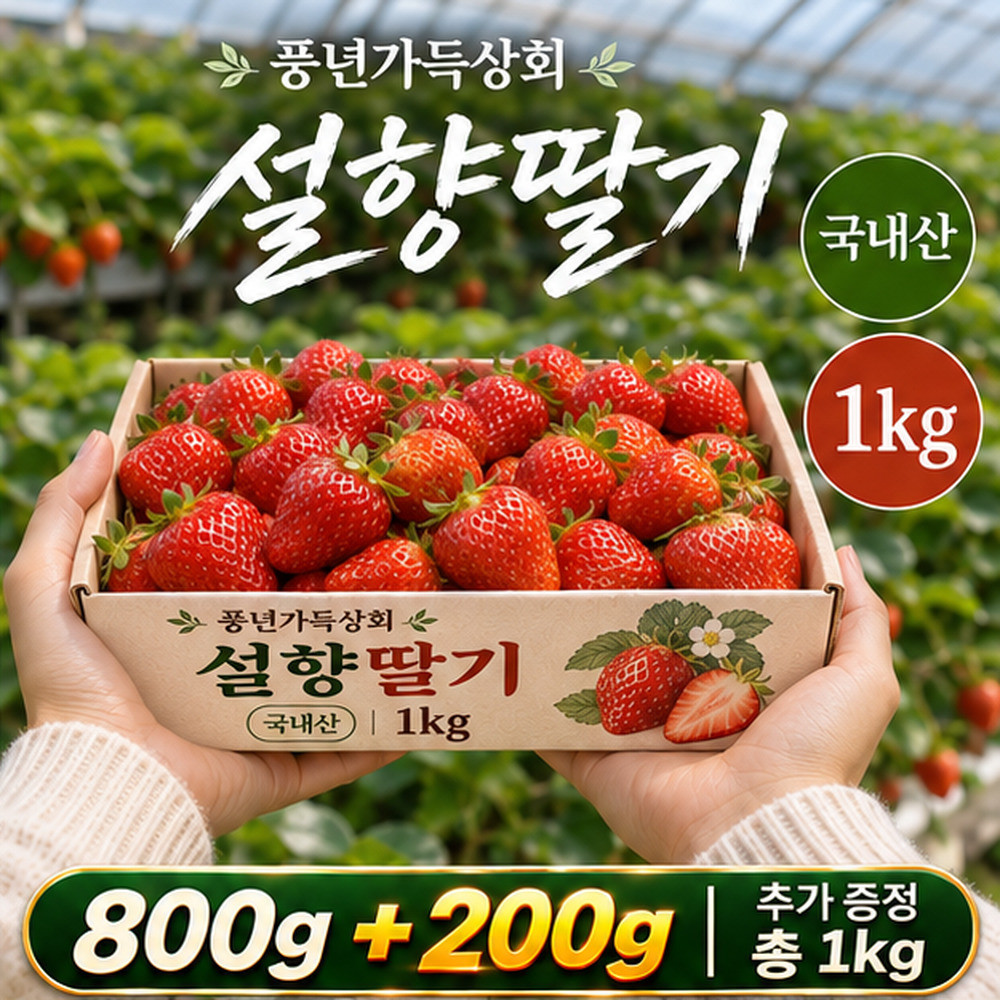 풍년가득상회
설향딸기
국내산
1kg
풍년가득상회
설향딸기
국내산 | 1kg
800g + 200g | 추가 증정
총 1kg